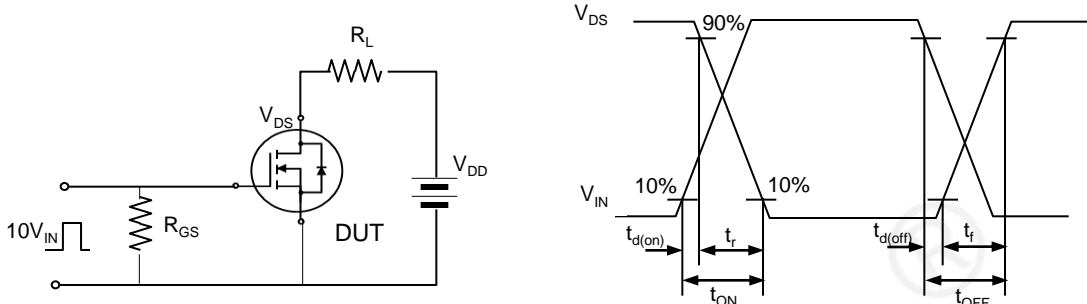 R_L
V_DS
V_DD
10V_IN
R_GS
DUT
V_DS
90%
10%
10%
V_IN
t_d(on)
t_r
t_d(off)
t_f
t_ON
t_OFF